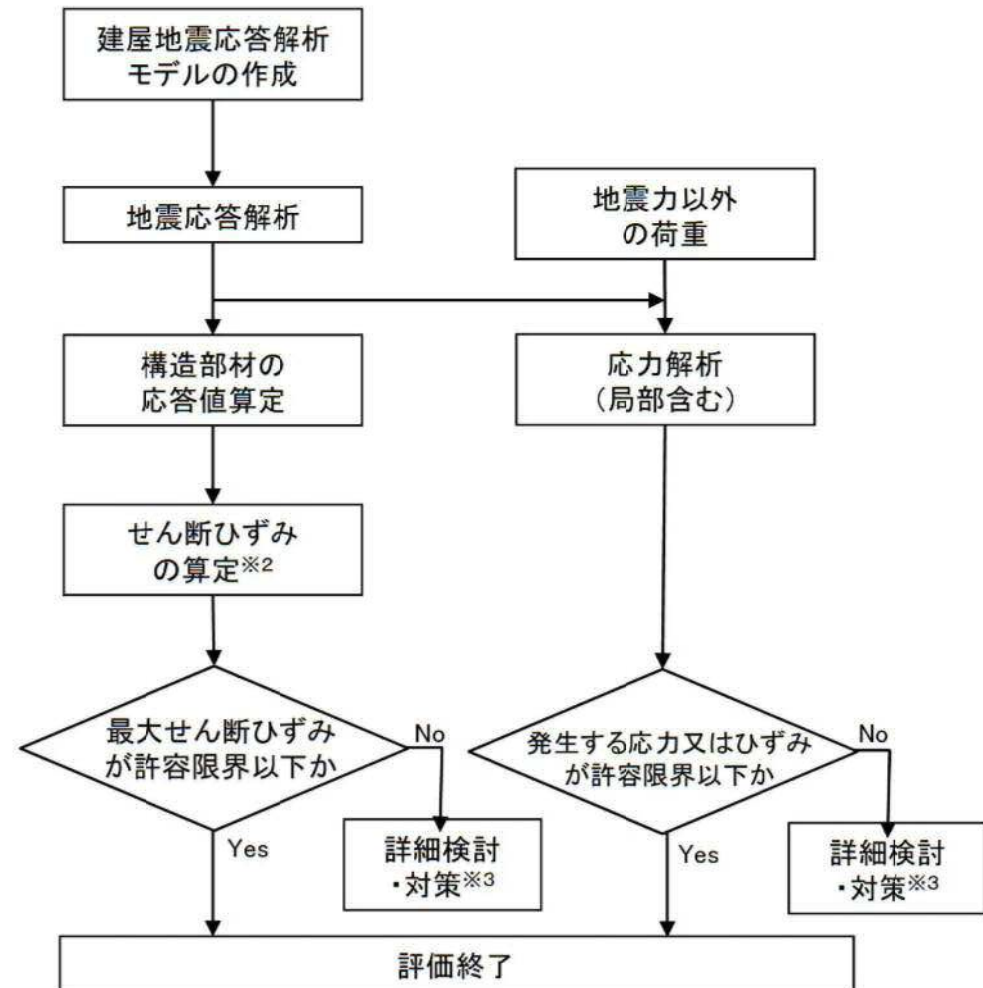 建屋地震応答解析
モデルの作成
地震応答解析
地震力以外
の荷重
構造部材の
応答値算定
応力解析
（局部含む）
せん断ひずみ
の算定※2
最大せん断ひずみ
が許容限界以下か
No
Yes
詳細検討
・対策※3
発生する応力又はひずみ
が許容限界以下か
No
Yes
詳細検討
・対策※3
評価終了